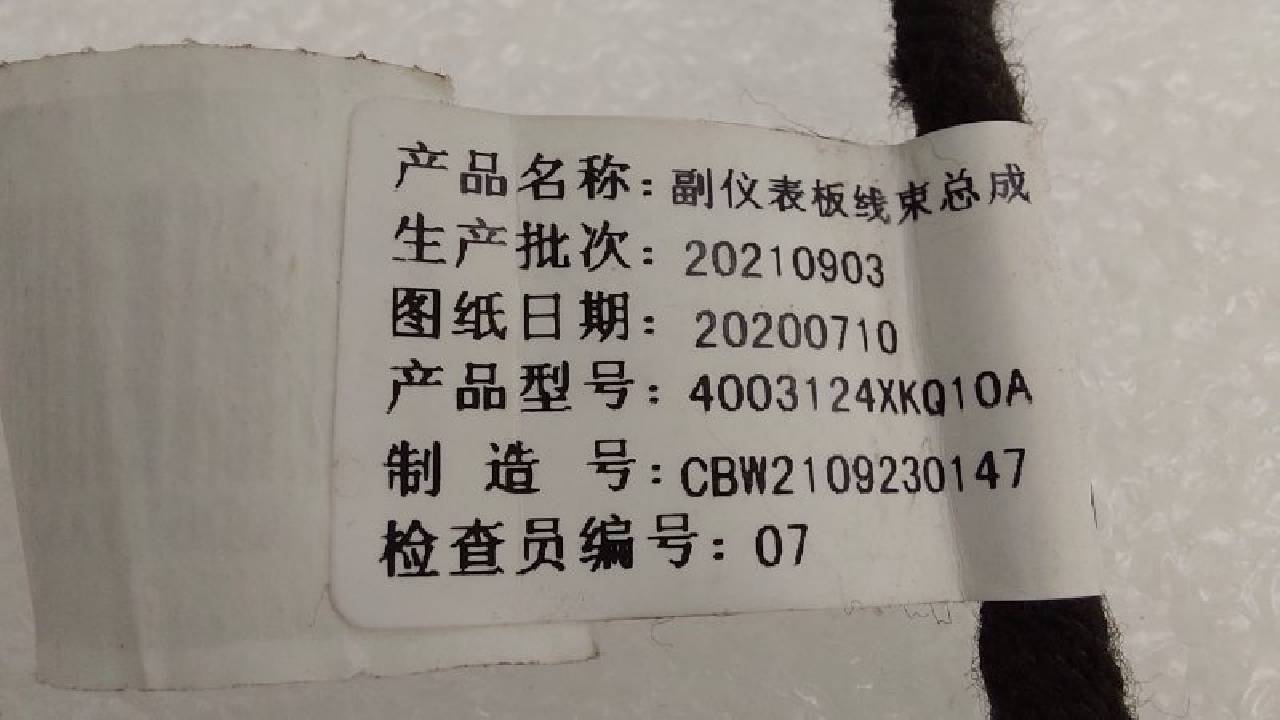 产品名称：副仪表板线束总成
生产批次：20210903
图纸日期：20200710
产品型号：4003124XKQ10A
制 造 号：CBW2109230147
检查员编号：07